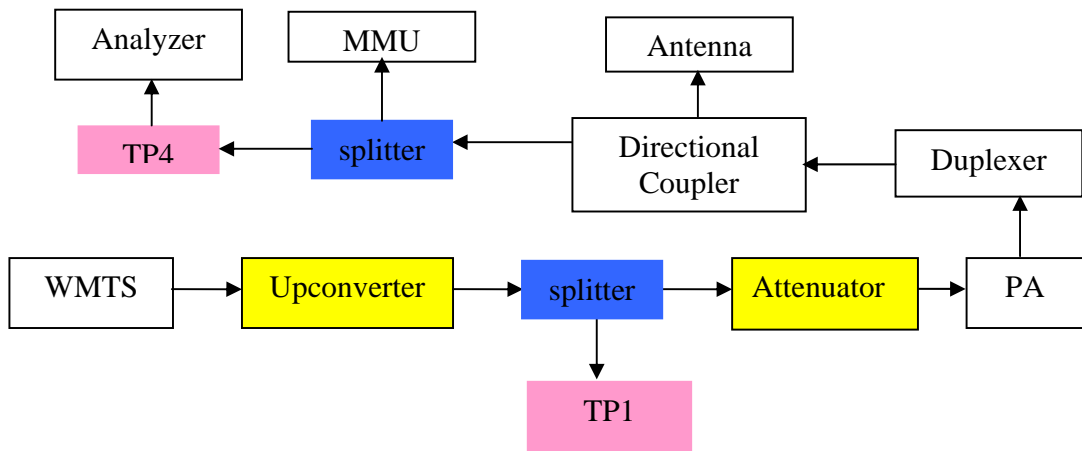 Analyzer
MMU
Antenna
TP4
splitter
Directional
Coupler
Duplexer
WMTS
Upconverter
splitter
Attenuator
PA
TP1